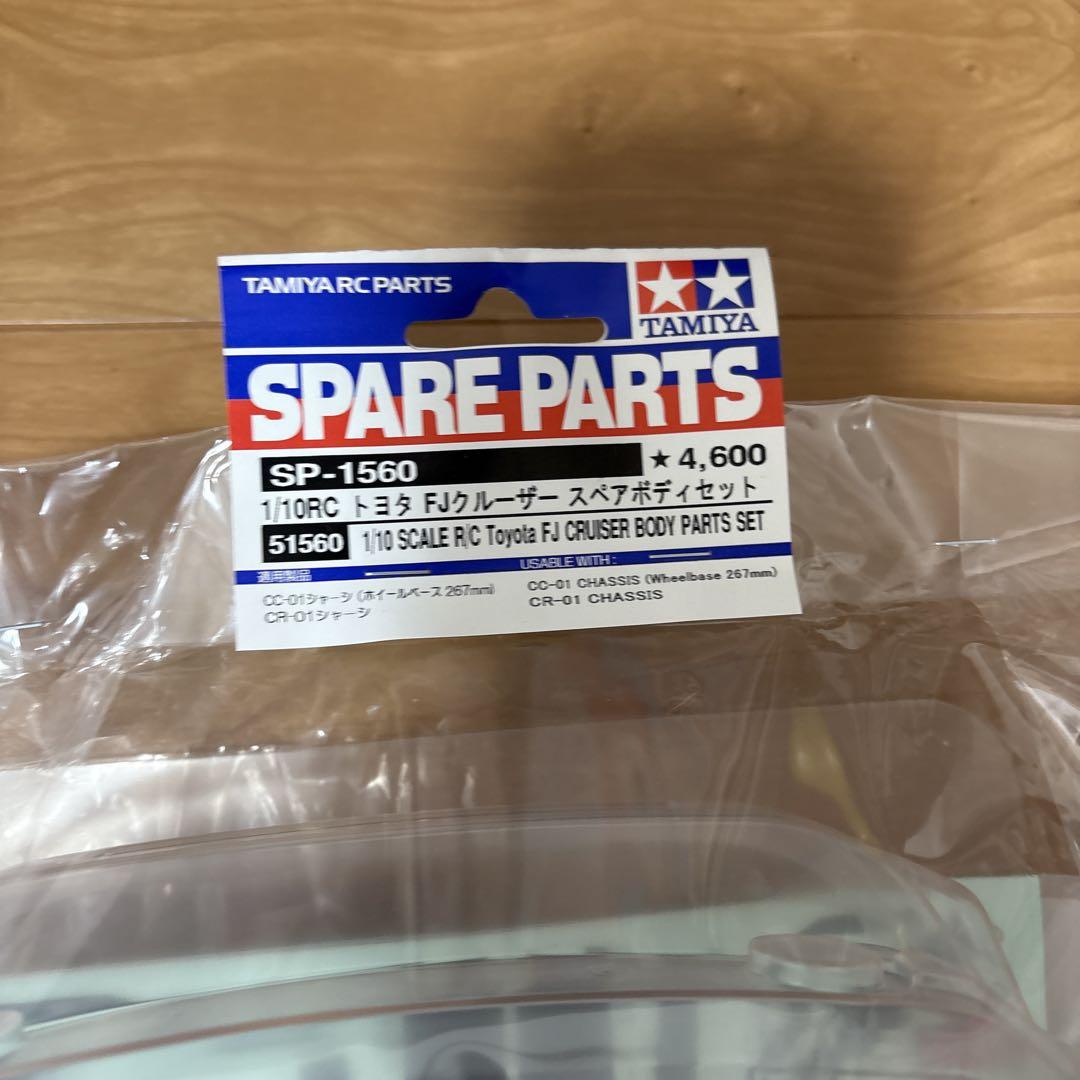 TAMIYA RC PARTS
TAMIYA
SPARE PARTS
SP-1560
★ 4,600
1/10RC トヨタ FJクルーザー スペアボディセット
51560
1/10 SCALE R/C Toyota FJ CRUISER BODY PARTS SET
適用製品
CC-01シャーシ (ホイールベース 267mm)
CR-01シャーシ
USABLE WITH :
CC-01 CHASSIS (Wheelbase 267mm)
CR-01 CHASSIS